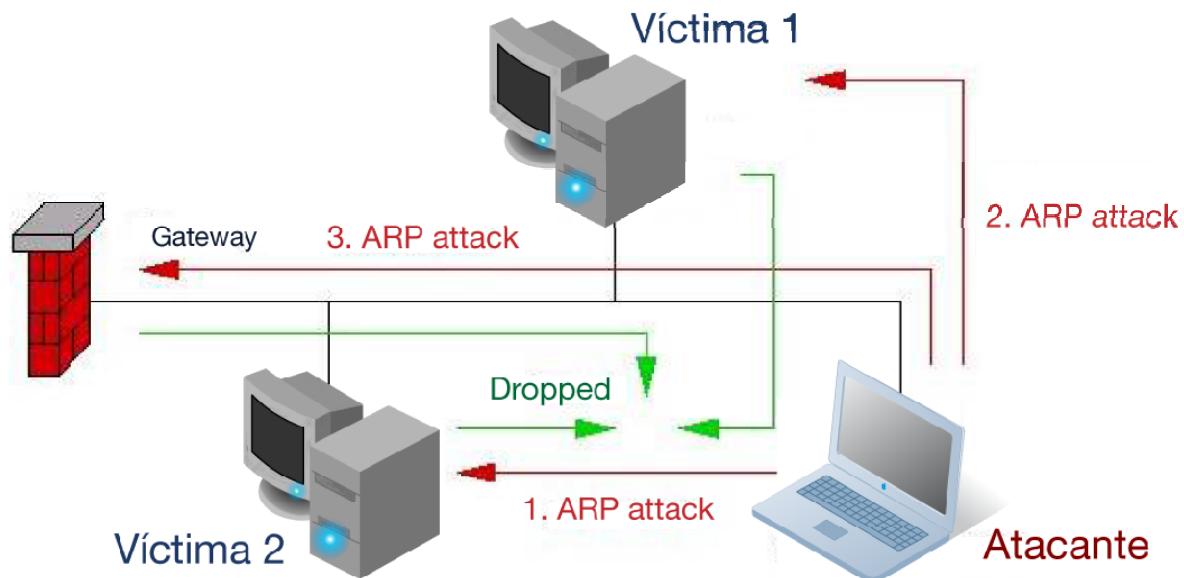 Víctima 1
2. ARP attack
Gateway
3. ARP attack
Dropped
1. ARP attack
Víctima 2
Atacante